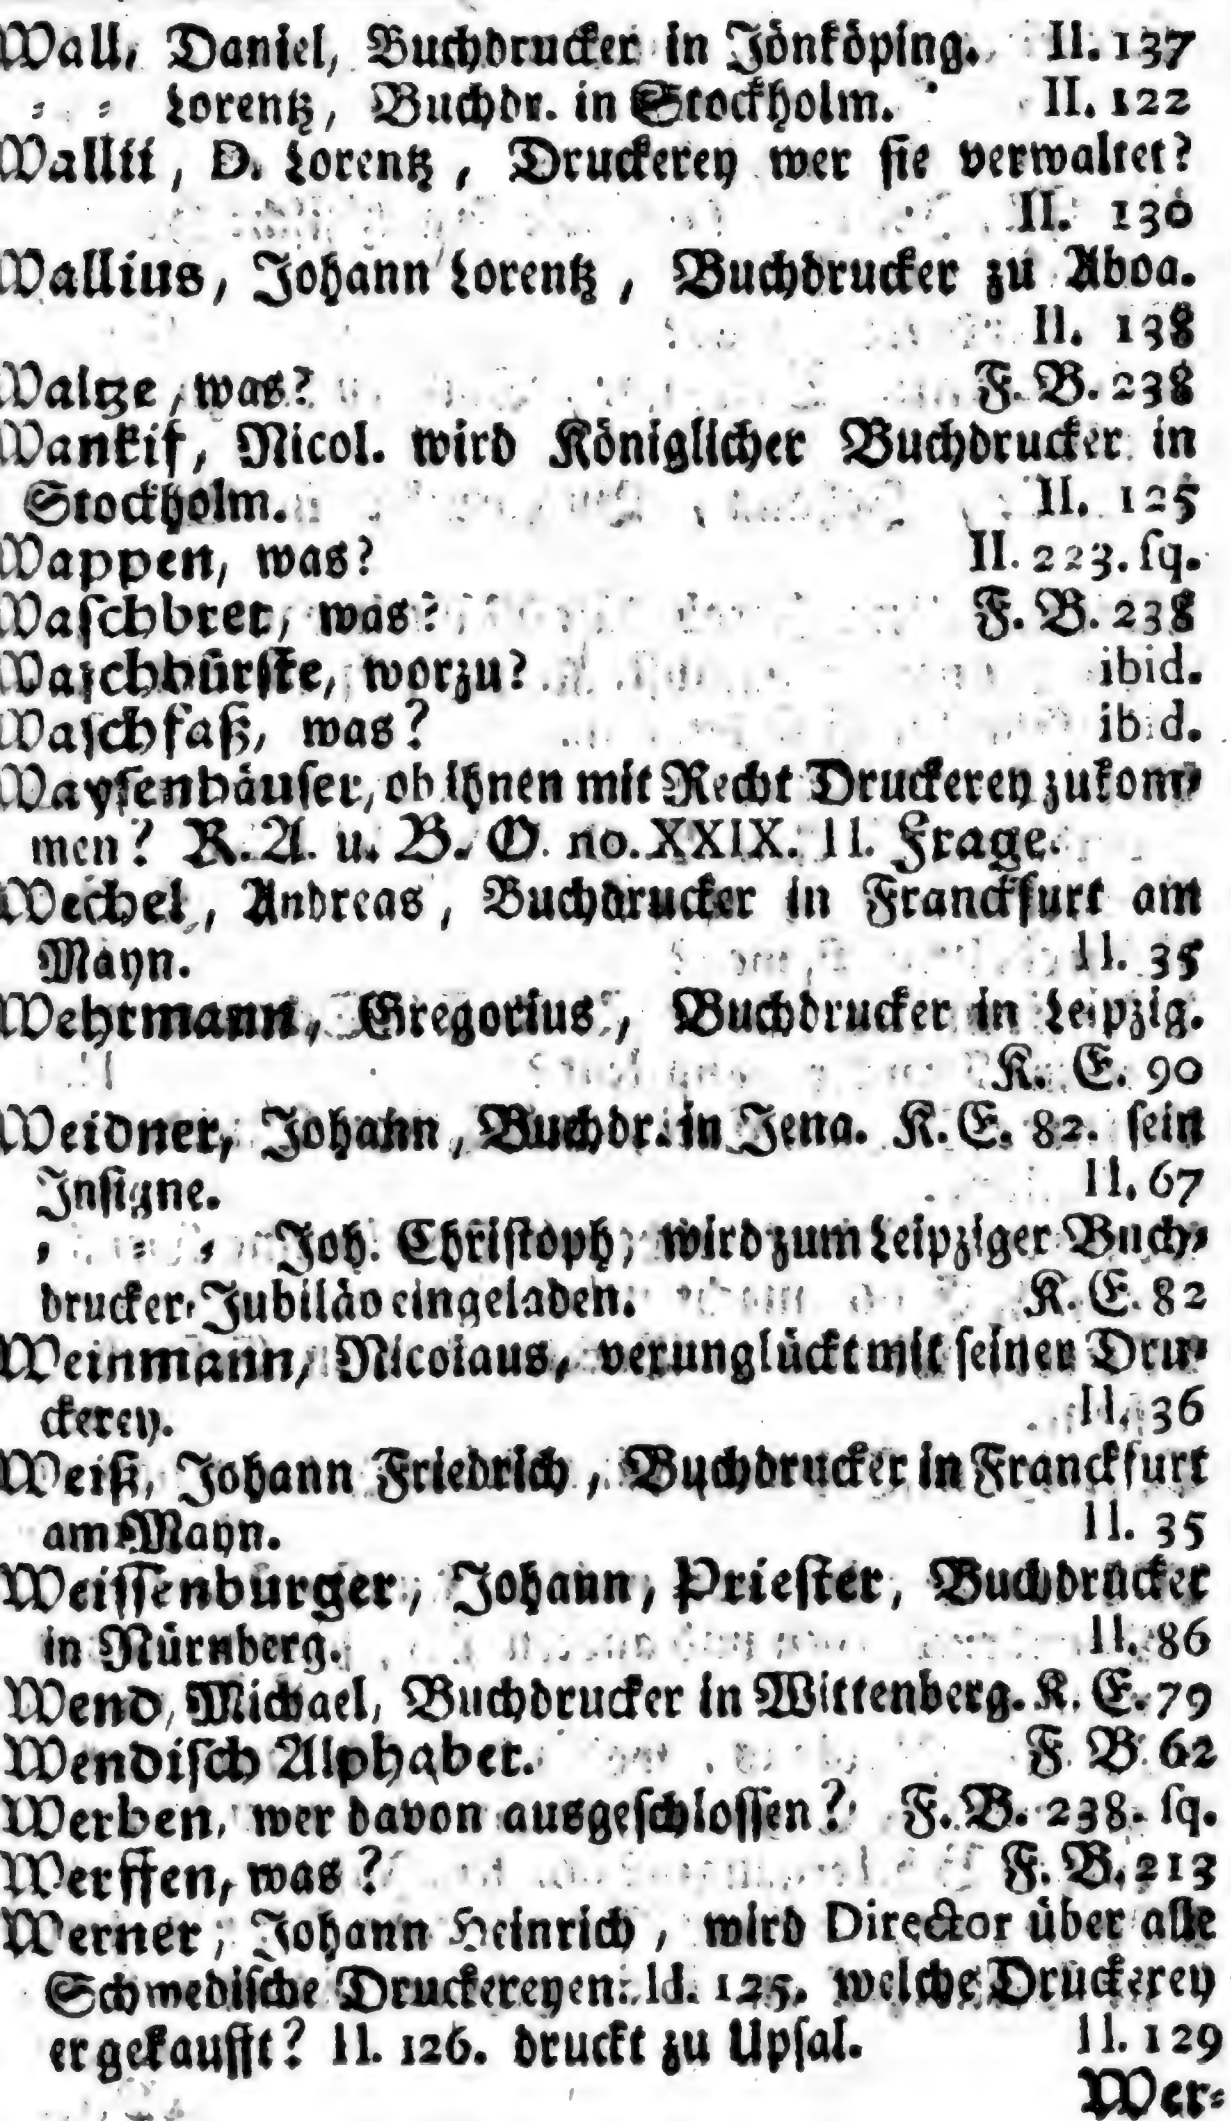 Wall, Daniel, Buchdrucker in Jönköping. II. 137
⸗ ⸗ Lorentz, Buchdr. in Stockholm. II. 122
Wallii, D. Lorentz, Druckerey wer sie verwaltet?
II. 130
Wallius, Johann Lorentz, Buchdrucker zu Aboa.
II. 138
Waltze, was? F. B. 238
Wankif, Nicol. wird Königlicher Buchdrucker in
Stockholm. II. 125
Wappen, was? II. 223. sq.
Waschbret, was? F. B. 238
Waschbürste, worzu? ibid.
Waschfaß, was? ibid.
Waysenhäuser, ob ihnen mit Recht Druckerey zukom⸗
men? R. A. u. B. O. no. XXIX. II. Frage.
Wechel, Andreas, Buchdrucker in Franckfurt am
Mayn. II. 35
Wehrmann, Gregorius, Buchdrucker in Leipzig.
K. E. 90
Weidner, Johann, Buchdr. in Jena. K. E. 82. sein
Insigne. II. 67
⸗ ⸗ ⸗ Joh. Christoph, wird zum Leipziger Buch⸗
drucker⸗Jubiläo eingeladen. K. E. 82
Weinmann, Nicolaus, verunglückt mit seiner Dru⸗
ckerey. II. 36
Weiß, Johann Friedrich, Buchdrucker in Franckfurt
am Mayn. II. 35
Weissenburger, Johann, Priester, Buchdrucker
in Nürnberg. II. 86
Wend, Michael, Buchdrucker in Wittenberg. K. E. 79
Wendisch Alphabet. F. B. 62
Werben, wer davon ausgeschlossen? F. B. 238. sq.
Werffen, was? F. B. 213
Werner, Johann Heinrich, wird Director über alle
Schwedische Druckereyen. Id. 125. welche Druckerey
er gekaufft? II. 126. druckt zu Upsal. II. 129
Wer⸗